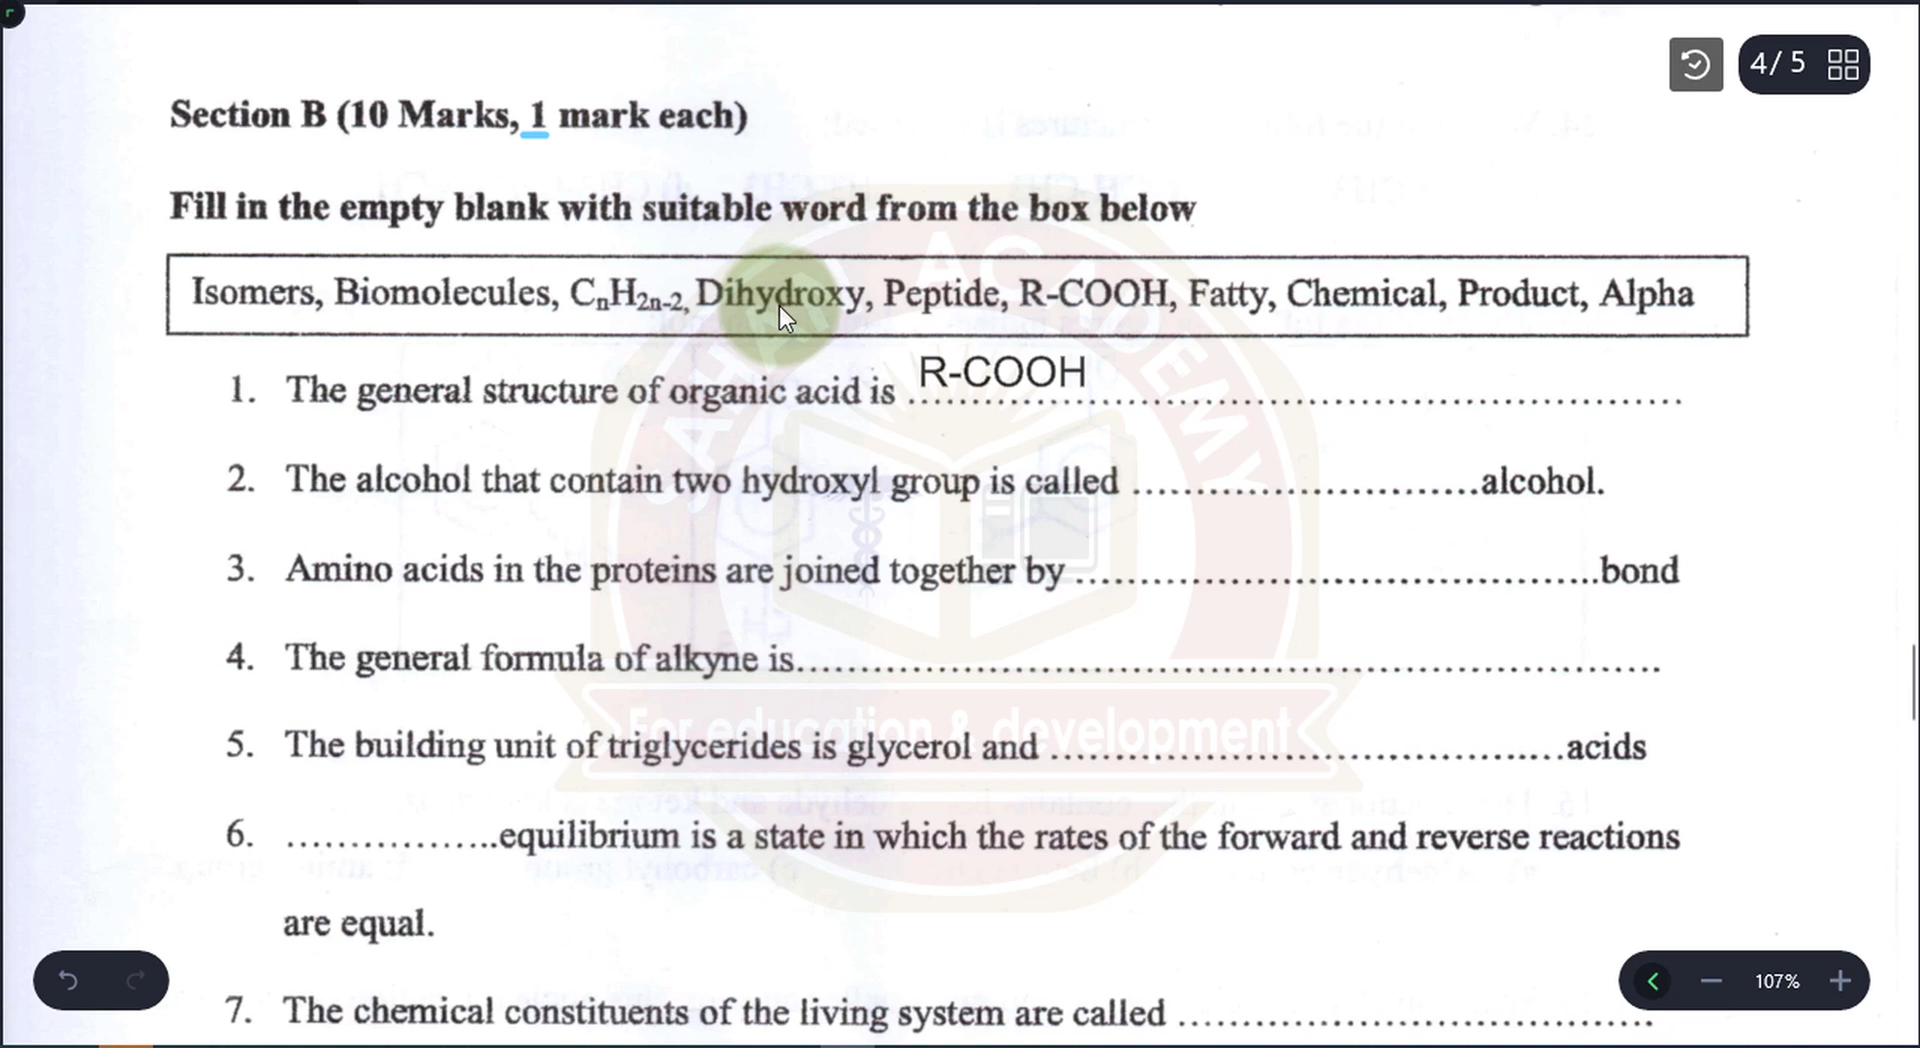 4/ 5
Section B (10 Marks, 1 mark each)
Fill in the empty blank with suitable word from the box below
Isomers, Biomolecules, CₙH₂ₙ₋₂, Dihydroxy, Peptide, R-COOH, Fatty, Chemical, Product, Alpha
1. The general structure of organic acid is R-COOH ................................................
2. The alcohol that contain two hydroxyl group is called ...........................alcohol.
3. Amino acids in the proteins are joined together by ........................................bond
4. The general formula of alkyne is..................................................................
5. The building unit of triglycerides is glycerol and ........................................acids
6. .................equilibrium is a state in which the rates of the forward and reverse reactions
are equal.
7. The chemical constituents of the living system are called .....................................
SAHAN ACADEMY
For education & development
107%